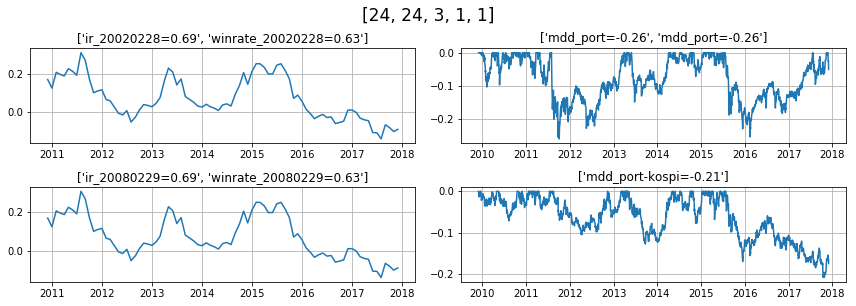 [24, 24, 3, 1, 1]
['ir_20020228=0.69', 'winrate_20020228=0.63']
0.2
0.0
2011 2012 2013 2014 2015 2016 2017 2018
['mdd_port=-0.26', 'mdd_port=-0.26']
0.0
−0.1
−0.2
2010 2011 2012 2013 2014 2015 2016 2017 2018
['ir_20080229=0.69', 'winrate_20080229=0.63']
0.2
0.0
2011 2012 2013 2014 2015 2016 2017 2018
['mdd_port-kospi=-0.21']
0.0
−0.1
−0.2
2010 2011 2012 2013 2014 2015 2016 2017 2018